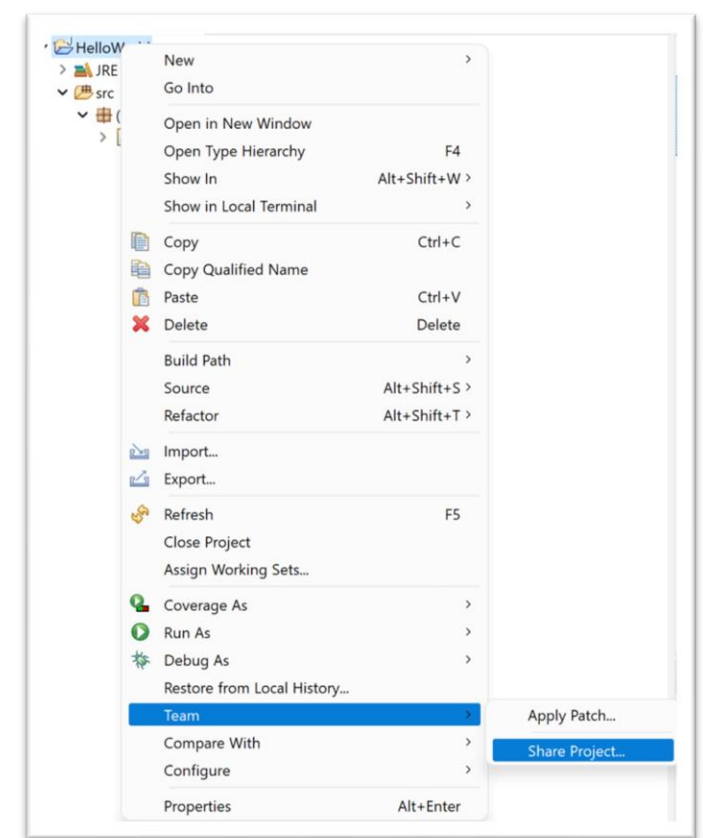 HelloW
JRE
src
(
New
Go Into
Open in New Window
Open Type Hierarchy F4
Show In Alt+Shift+W >
Show in Local Terminal >
Copy Ctrl+C
Copy Qualified Name
Paste Ctrl+V
Delete Delete
Build Path >
Source Alt+Shift+S >
Refactor Alt+Shift+T >
Import...
Export...
Refresh F5
Close Project
Assign Working Sets...
Coverage As >
Run As >
Debug As >
Restore from Local History...
Team >
Apply Patch...
Compare With >
Share Project...
Configure >
Properties Alt+Enter